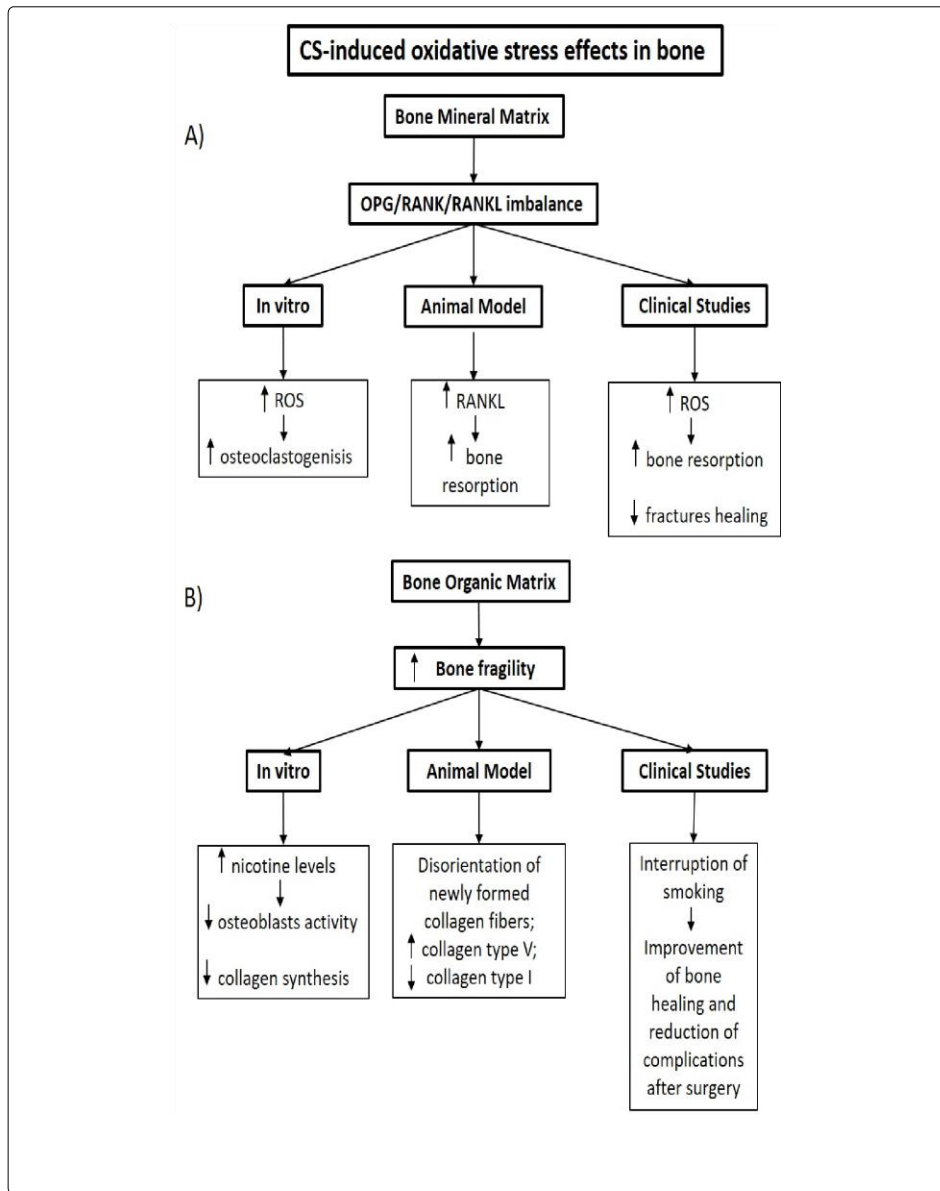 CS-induced oxidative stress effects in bone
Bone Mineral Matrix
A)
OPG/RANK/RANKL imbalance
In vitro
Animal Model
Clinical Studies
↑ ROS
↓
↑ osteoclastogenisis
↑ RANKL
↓
↑ bone
resorption
↑ ROS
↓
↑ bone resorption
↓ fractures healing
Bone Organic Matrix
B)
↑ Bone fragility
In vitro
Animal Model
Clinical Studies
↑ nicotine levels
↓
↓ osteoblasts activity
↓ collagen synthesis
Disorientation of
newly formed
collagen fibers;
↑ collagen type V;
↓ collagen type I
Interruption of
smoking
↓
Improvement
of bone
healing and
reduction of
complications
after surgery